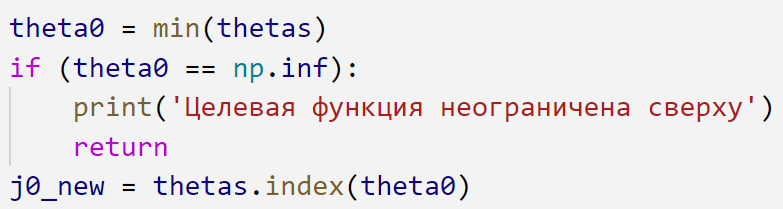 theta0 = min(thetas)
if (theta0 == np.inf):
    print('Целевая функция неограничена сверху')
    return
j0_new = thetas.index(theta0)